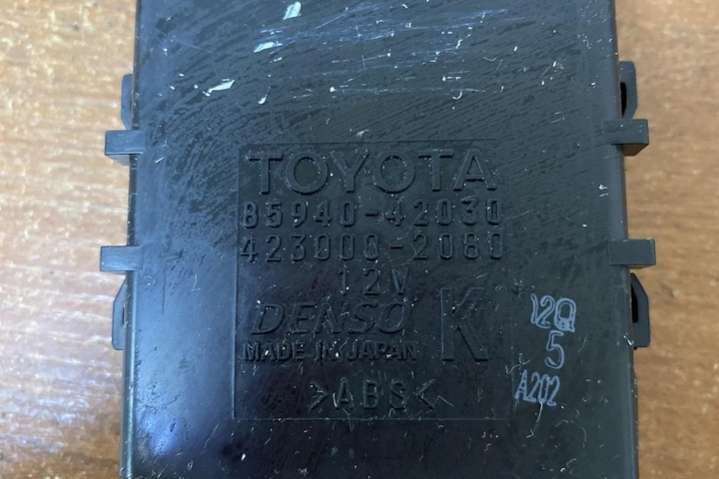 TOYOTA
85940-42030
423000-2080
12V
DENSO K
MADE IN JAPAN
>ABS<
12Q
5
A202